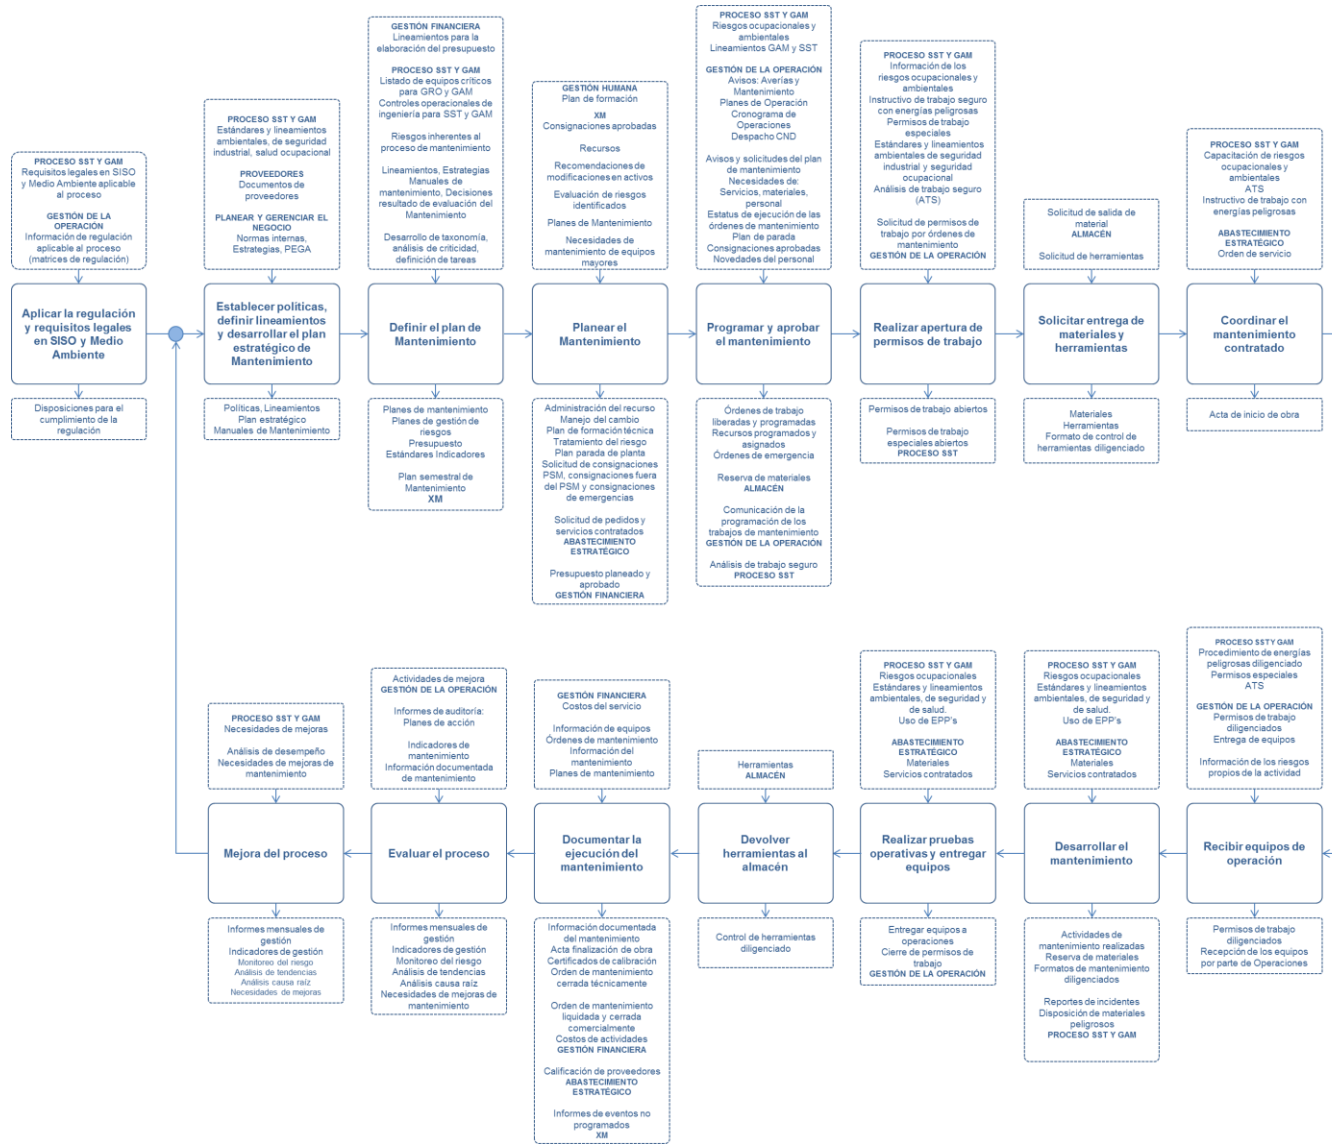 PROCESO SST Y GAM
Requisitos legales en SISO
y Medio Ambiente aplicable
al proceso
GESTIÓN DE LA
OPERACIÓN
Información de regulación
aplicable al proceso
(matrices de regulación)
Aplicar la regulación
y requisitos legales
en SISO y Medio
Ambiente
Disposiciones para el
cumplimiento de la
regulación
PROCESO SST Y GAM
Estándares y lineamientos
ambientales, de seguridad
industrial, salud ocupacional
PROVEEDORES
Documentos de
proveedores
PLANEAR Y GERENCIAR EL
NEGOCIO
Normas internas,
Estrategias, PEGA
Establecer políticas,
definir lineamientos
y desarrollar el plan
estratégico de
Mantenimiento
Políticas, Lineamientos
Plan estratégico
Manuales de Mantenimiento
GESTIÓN FINANCIERA
Lineamientos para la
elaboración del presupuesto
PROCESO SST Y GAM
Listado de equipos críticos
para GRO y GAM
Controles operacionales de
ingeniería para SST y GAM
Riesgos inherentes al
proceso de mantenimiento
Lineamientos, Estrategias
Manuales de
mantenimiento, Decisiones
resultado de evaluación del
Mantenimiento
Desarrollo de taxonomía,
análisis de criticidad,
definición de tareas
Definir el plan de
Mantenimiento
Planes de mantenimiento
Planes de gestión de
riesgos
Presupuesto
Estándares Indicadores
Plan semestral de
Mantenimiento
XM
GESTIÓN HUMANA
Plan de formación
XM
Consignaciones aprobadas
Recursos
Recomendaciones de
modificaciones en activos
Evaluación de riesgos
identificados
Planes de Mantenimiento
Necesidades de
mantenimiento de equipos
mayores
Planear el
Mantenimiento
Administración del recurso
Manejo del cambio
Plan de formación técnica
Tratamiento del riesgo
Plan parada de planta
Solicitud de consignaciones
PSM, consignaciones fuera
del PSM y consignaciones
de emergencias
Solicitud de pedidos y
servicios contratados
ABASTECIMIENTO
ESTRATÉGICO
Presupuesto planeado y
aprobado
GESTIÓN FINANCIERA
PROCESO SST Y GAM
Riesgos ocupacionales y
ambientales
Lineamientos GAM y SST
GESTIÓN DE LA OPERACIÓN
Avisos: Averías y
Mantenimiento
Planes de Operación
Cronograma de
Operaciones
Despacho CND
Avisos y solicitudes del plan
de mantenimiento
Necesidades de:
Servicios, materiales,
personal
Estatus de ejecución de las
órdenes de mantenimiento
Plan de parada
Consignaciones aprobadas
Novedades del personal
Programar y aprobar
el mantenimiento
Órdenes de trabajo
liberadas y programadas
Recursos programados y
asignados
Órdenes de emergencia
Reserva de materiales
ALMACÉN
Comunicación de la
programación de los
trabajos de mantenimiento
GESTIÓN DE LA OPERACIÓN
Análisis de trabajo seguro
PROCESO SST
PROCESO SST Y GAM
Información de los
riesgos ocupacionales y
ambientales
Instructivo de trabajo seguro
con energías peligrosas
Permisos de trabajo
especiales
Estándares y lineamientos
ambientales de seguridad
industrial y seguridad
ocupacional
Análisis de trabajo seguro
(ATS)
Solicitud de permisos de
trabajo por órdenes de
mantenimiento
GESTIÓN DE LA OPERACIÓN
Realizar apertura de
permisos de trabajo
Permisos de trabajo abiertos
Permisos de trabajo
especiales abiertos
PROCESO SST
Solicitud de salida de
material
ALMACÉN
Solicitud de herramientas
Solicitar entrega de
materiales y
herramientas
Materiales
Herramientas
Formato de control de
herramientas diligenciado
PROCESO SST Y GAM
Capacitación de riesgos
ocupacionales y
ambientales
ATS
Instructivo de trabajo con
energías peligrosas
ABASTECIMIENTO
ESTRATÉGICO
Orden de servicio
Coordinar el
mantenimiento
contratado
Acta de inicio de obra
PROCESO SST Y GAM
Necesidades de mejoras
Análisis de desempeño
Necesidades de mejoras de
mantenimiento
Mejora del proceso
Informes mensuales de
gestión
Indicadores de gestión
Monitoreo del riesgo
Análisis de tendencias
Análisis causa raíz
Necesidades de mejoras
Actividades de mejora
GESTIÓN DE LA OPERACIÓN
Informes de auditoría:
Planes de acción
Indicadores de
mantenimiento
Información documentada
de mantenimiento
Evaluar el proceso
Informes mensuales de
gestión
Indicadores de gestión
Monitoreo del riesgo
Análisis de tendencias
Análisis causa raíz
Necesidades de mejoras de
mantenimiento
GESTIÓN FINANCIERA
Costos del servicio
Información de equipos
Órdenes de mantenimiento
Información del
mantenimiento
Planes de mantenimiento
Documentar la
ejecución del
mantenimiento
Información documentada
del mantenimiento
Acta finalización de obra
Certificados de calibración
Orden de mantenimiento
cerrada técnicamente
Orden de mantenimiento
liquidada y cerrada
comercialmente
Costos de actividades
GESTIÓN FINANCIERA
Calificación de proveedores
ABASTECIMIENTO
ESTRATÉGICO
Informes de eventos no
programados
XM
Herramientas
ALMACÉN
Devolver
herramientas al
almacén
Control de herramientas
diligenciado
PROCESO SST Y GAM
Riesgos ocupacionales
Estándares y lineamientos
ambientales, de seguridad y
de salud.
Uso de EPP's
ABASTECIMIENTO
ESTRATÉGICO
Materiales
Servicios contratados
Realizar pruebas
operativas y entregar
equipos
Entregar equipos a
operaciones
Cierre de permisos de
trabajo
GESTIÓN DE LA OPERACIÓN
PROCESO SST Y GAM
Riesgos ocupacionales
Estándares y lineamientos
ambientales, de seguridad y
de salud.
Uso de EPP's
ABASTECIMIENTO
ESTRATÉGICO
Materiales
Servicios contratados
Desarrollar el
mantenimiento
Actividades de
mantenimiento realizadas
Reserva de materiales
Formatos de mantenimiento
diligenciados
Reportes de incidentes
Disposición de materiales
peligrosos
PROCESO SST Y GAM
PROCESO SST Y GAM
Procedimiento de energías
peligrosas diligenciado
Permisos especiales
ATS
GESTIÓN DE LA OPERACIÓN
Permisos de trabajo
diligenciados
Entrega de equipos
Información de los riesgos
propios de la actividad
Recibir equipos de
operación
Permisos de trabajo
diligenciados
Recepción de los equipos
por parte de Operaciones